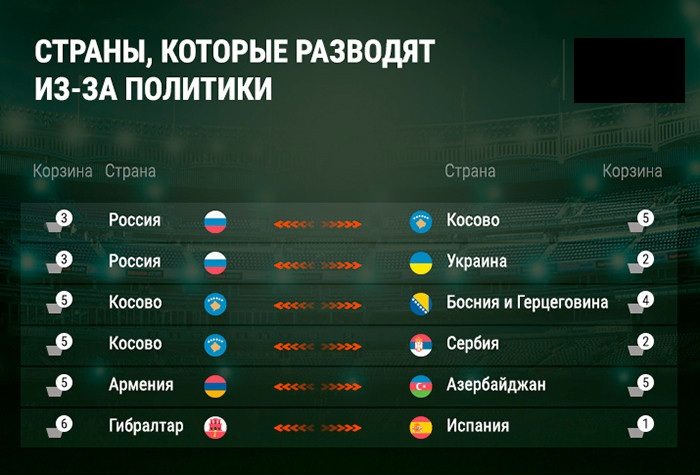 СТРАНЫ, КОТОРЫЕ РАЗВОДЯТ
ИЗ-ЗА ПОЛИТИКИ
Корзина Страна Страна Корзина
3 Россия Косово 5
3 Россия Украина 2
5 Косово Босния и Герцеговина 4
5 Косово Сербия 2
5 Армения Азербайджан 5
6 Гибралтар Испания 1